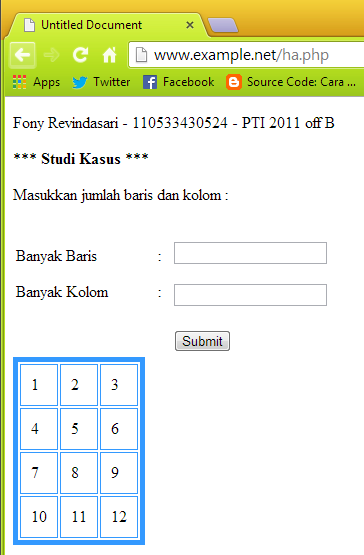 Untitled Document
www.example.net/ha.php
Apps Twitter Facebook Source Code: Cara ...
Fony Revindasari - 110533430524 - PTI 2011 off B
*** Studi Kasus ***
Masukkan jumlah baris dan kolom :
Banyak Baris :
Banyak Kolom :
Submit
1 2 3
4 5 6
7 8 9
10 11 12